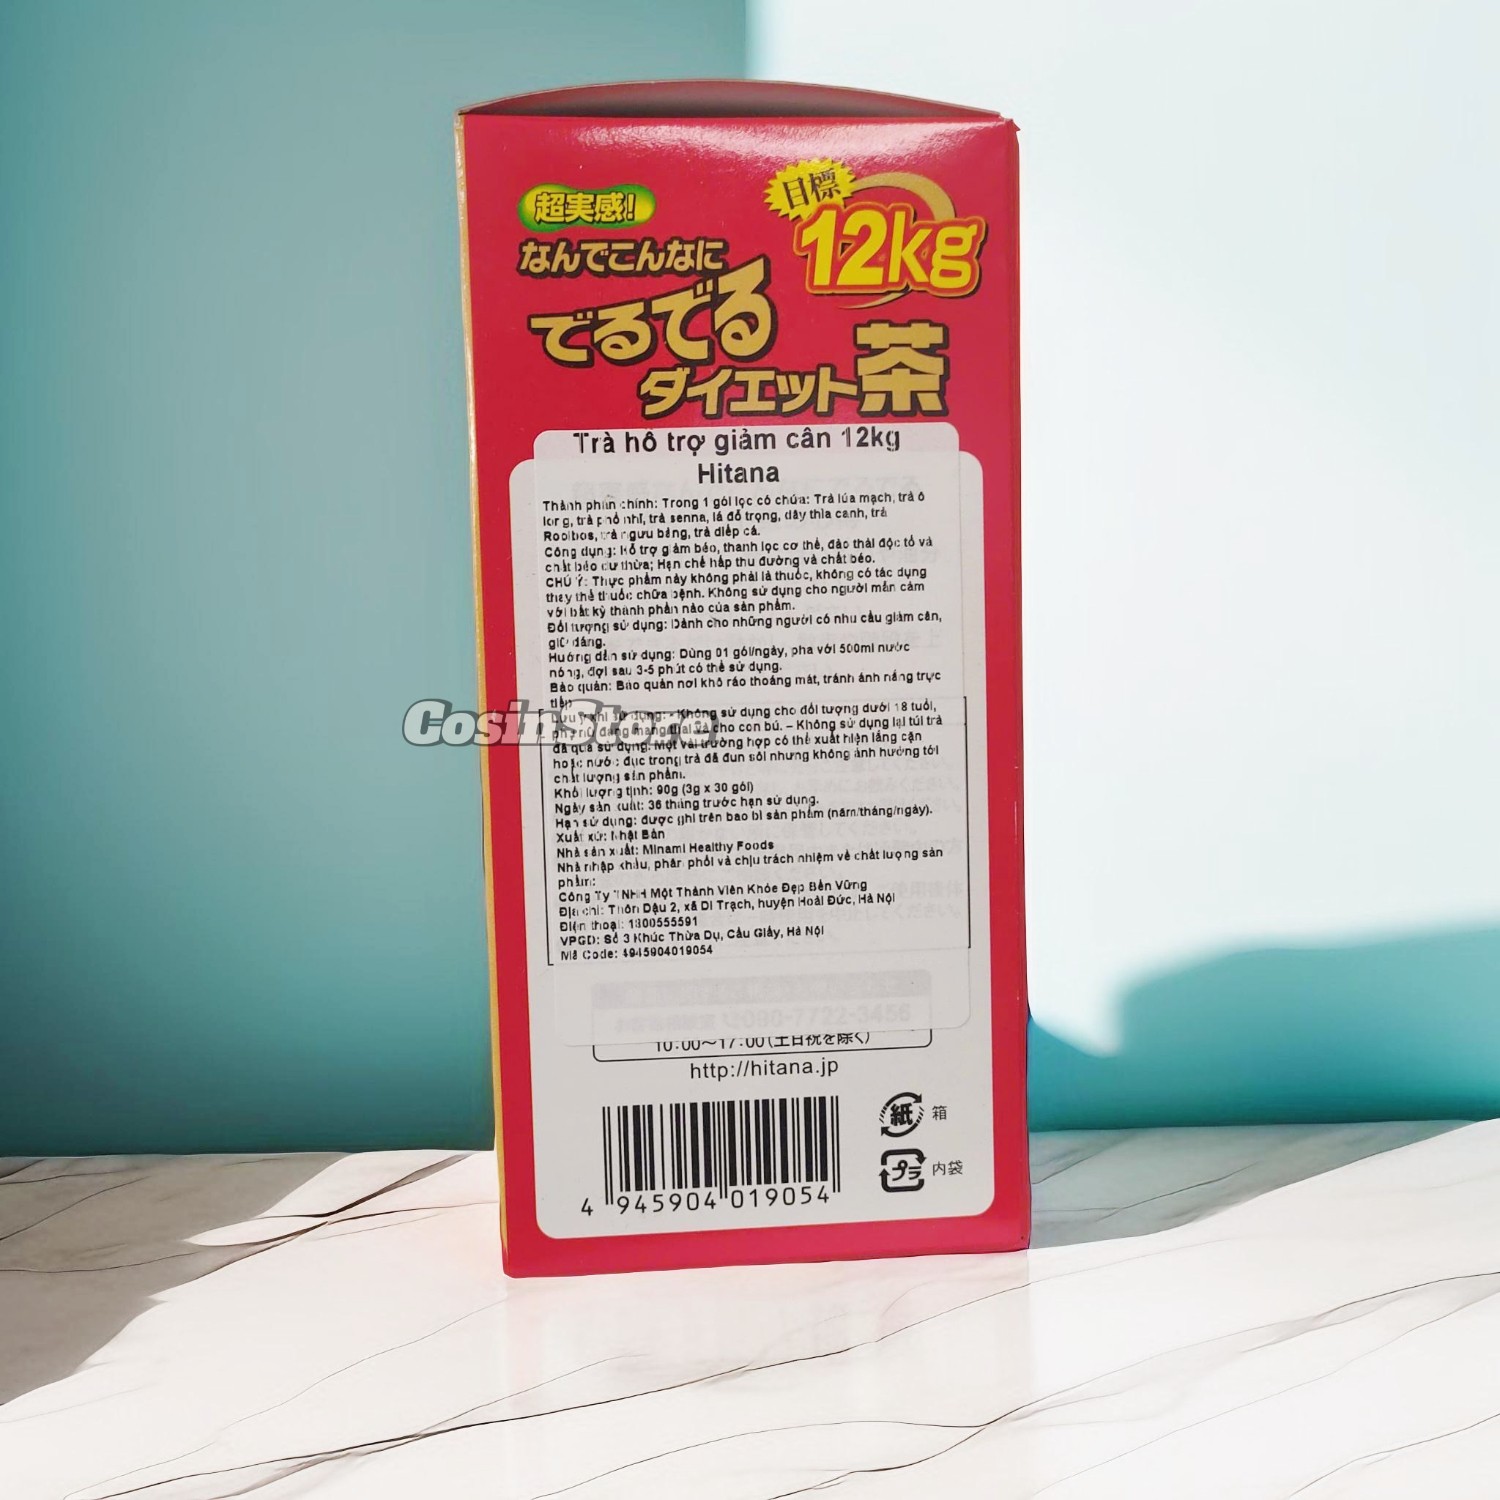 超実感!
目標
12kg
なんでこんなに
でるでる
ダイエット茶
Trà hỗ trợ giảm cân 12kg
Hitana
Thành phần chính: Trong 1 gói lọc có chứa: Trà lúa mạch, trà ô
long, trà phổ nhĩ, trà senna, lá đỗ trọng, dây thìa canh, trà
Rooibos, trà ngưu bàng, trà diếp cá.
Công dụng: Hỗ trợ giảm béo, thanh lọc cơ thể, đào thải độc tố và
chất béo dư thừa; Hạn chế hấp thu đường và chất béo.
CHÚ Ý: Thực phẩm này không phải là thuốc, không có tác dụng
thay thế thuốc chữa bệnh. Không sử dụng cho người mẫn cảm
với bất kỳ thành phần nào của sản phẩm.
Đối tượng sử dụng: Dành cho những người có nhu cầu giảm cân,
giữ dáng.
Hướng dẫn sử dụng: Dùng 01 gói/ngày, pha với 500ml nước
nóng, đợi sau 3-5 phút có thể sử dụng.
Bảo quản: Bảo quản nơi khô ráo thoáng mát, tránh ánh nắng trực
tiếp
Lưu ý khi sử dụng: - Không sử dụng cho đối tượng dưới 18 tuổi,
phụ nữ đang mang thai và cho con bú. – Không sử dụng lại túi trà
đã qua sử dụng. Một vài trường hợp có thể xuất hiện lắng cặn
hoặc nước đục trong trà đã đun sôi nhưng không ảnh hưởng tới
chất lượng sản phẩm.
Khối lượng tịnh: 90g (3g x 30 gói)
Ngày sản xuất: 36 tháng trước hạn sử dụng.
Hạn sử dụng: được ghi trên bao bì sản phẩm (năm/tháng/ngày).
Xuất xứ: Nhật Bản
Nhà sản xuất: Minami Healthy Foods
Nhà nhập khẩu, phân phối và chịu trách nhiệm về chất lượng sản
phẩm:
Công Ty TNHH Một Thành Viên Khỏe Đẹp Bền Vững
Địa chỉ: Thôn Dậu 2, xã Di Trạch, huyện Hoài Đức, Hà Nội
Điện thoại: 1800555591
VPGD: Số 3 Khúc Thừa Dụ, Cầu Giấy, Hà Nội
Mã Code: 4945904019054
CosinStore
10:00~17:00(土日祝を除く)
http://hitana.jp
紙 箱
プラ 内袋
4 945904 019054